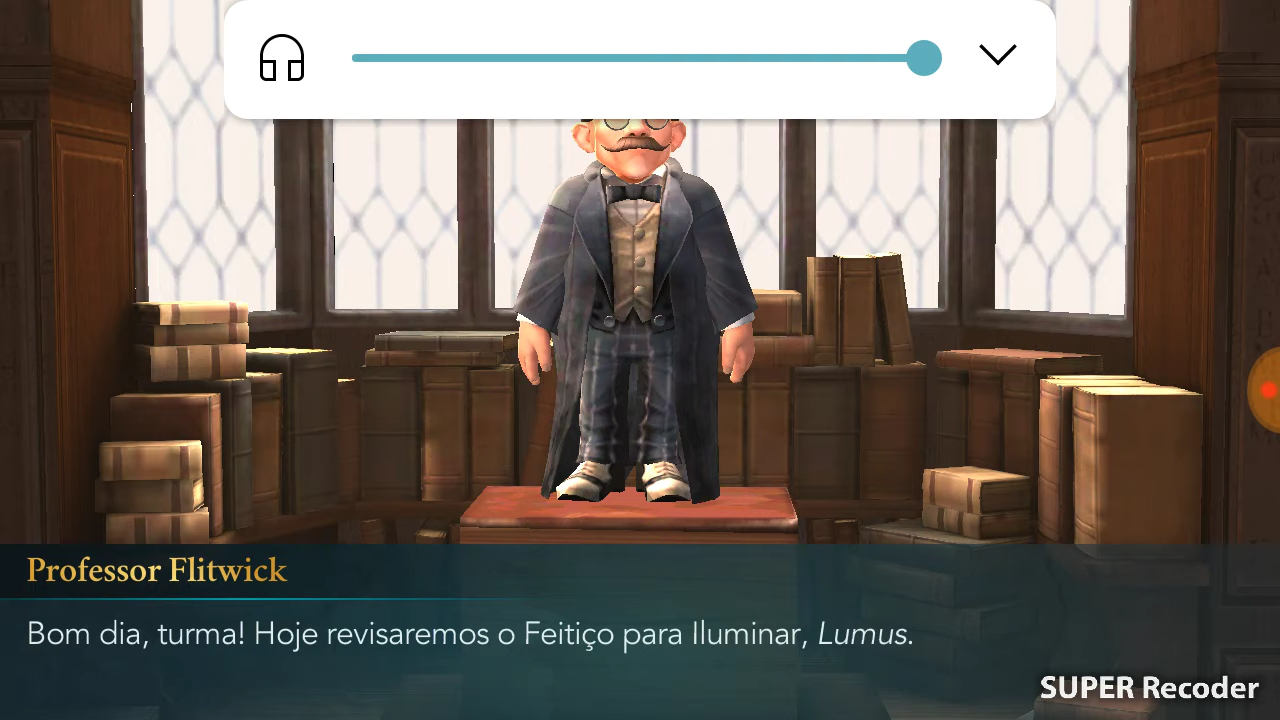 Professor Flitwick
Bom dia, turma! Hoje revisaremos o Feitiço para Iluminar, Lumus.
SUPER Recoder